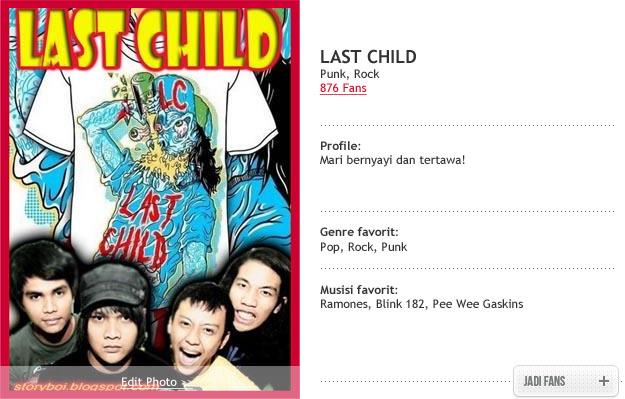 LAST CHILD
LC
LAST
CHILD
storyboi.blogspot.com
Edit Photo >>
LAST CHILD
Punk, Rock
876 Fans
Profile:
Mari bernyayi dan tertawa!
Genre favorit:
Pop, Rock, Punk
Musisi favorit:
Ramones, Blink 182, Pee Wee Gaskins
JADI FANS +